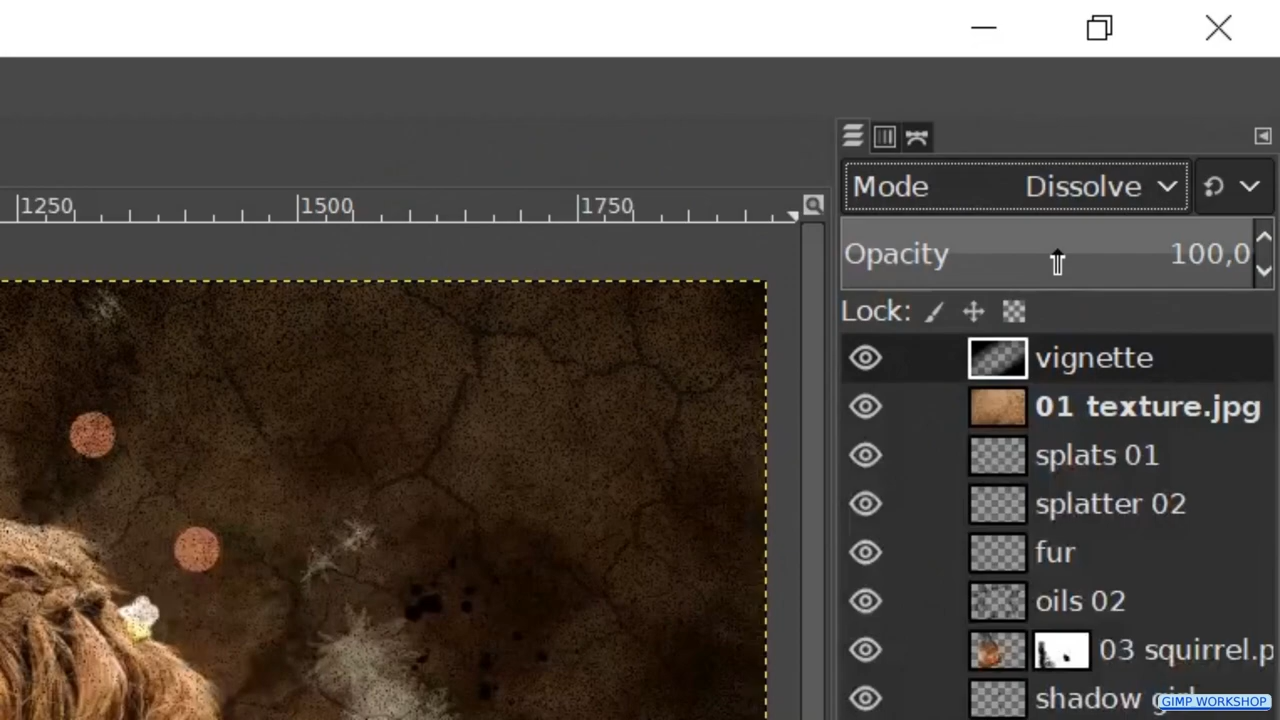 1250 1500 1750
Mode Dissolve
Opacity 100,0
Lock:
vignette
01 texture.jpg
splats 01
splatter 02
fur
oils 02
03 squirrel.p
shadow
GIMP WORKSHOP